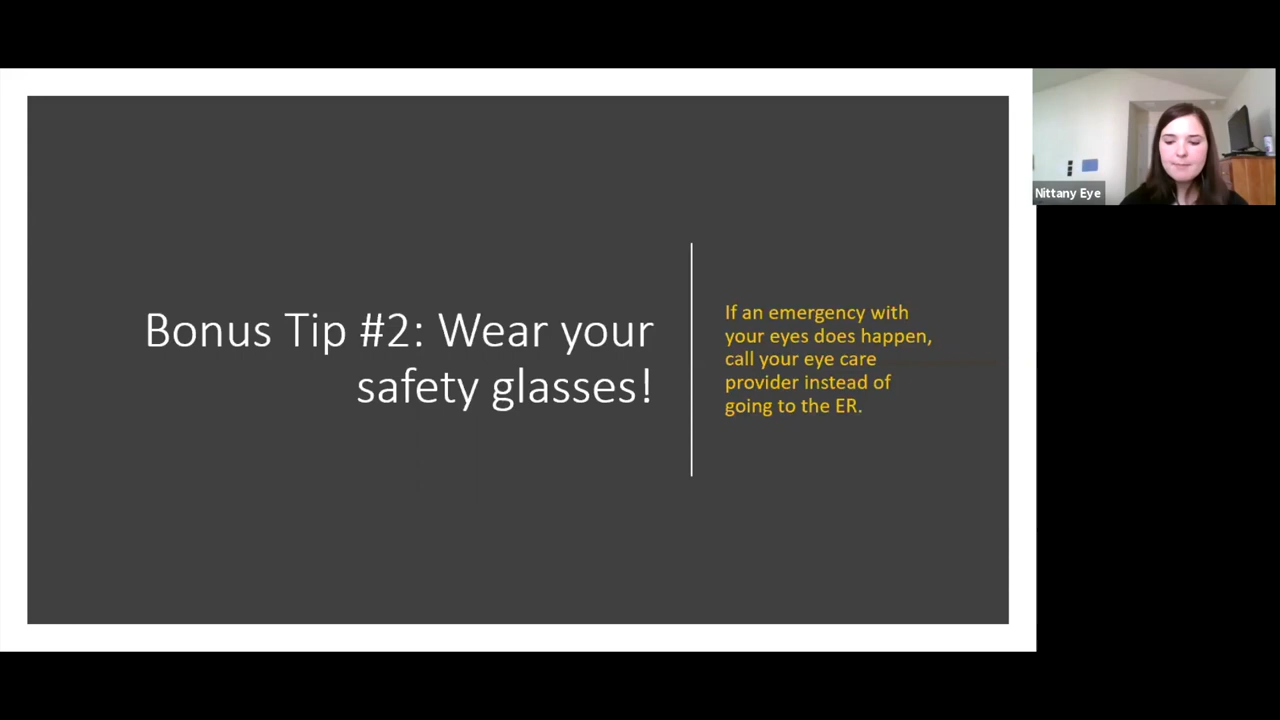 Bonus Tip #2: Wear your
safety glasses!
If an emergency with
your eyes does happen,
call your eye care
provider instead of
going to the ER.
Nittany Eye